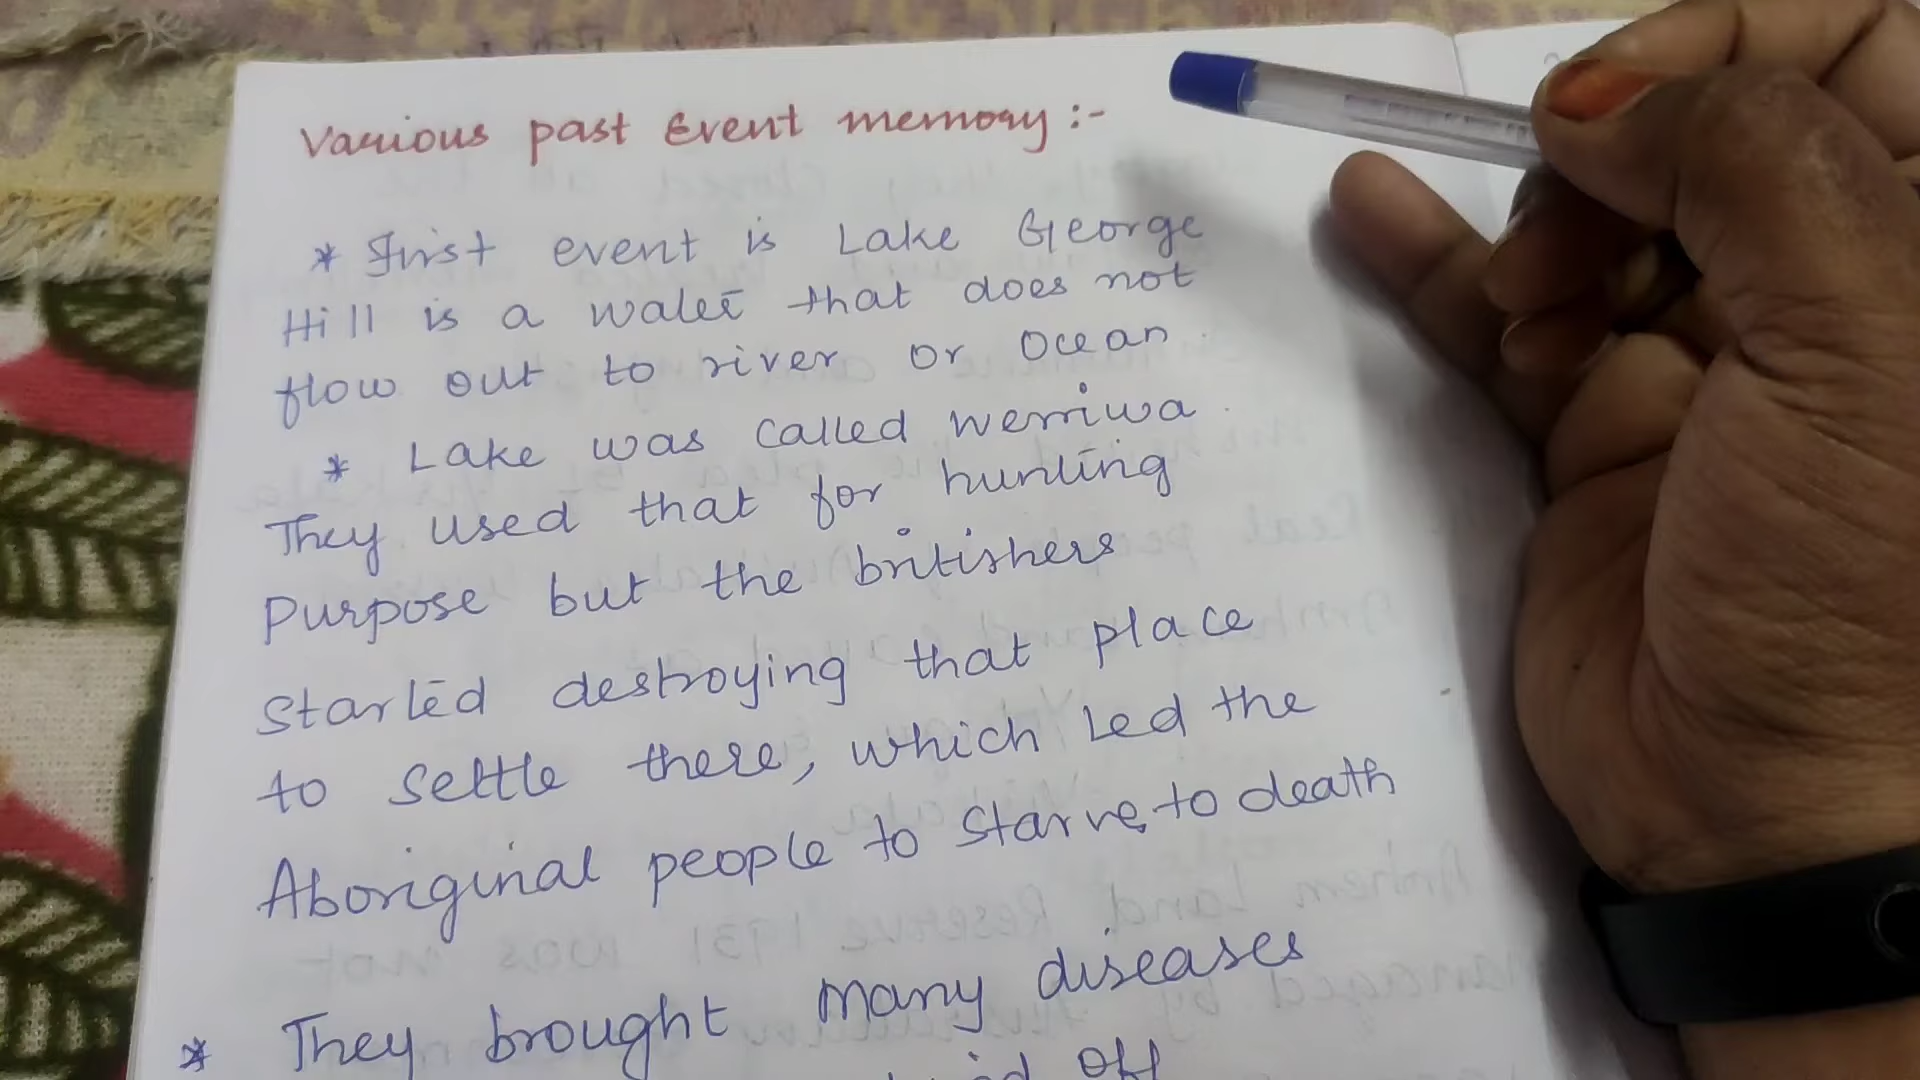 Various past Event memory :-
* First event is Lake George
Hill is a water that does not
flow out to river or ocean
* Lake was called werriwa
They used that for hunting
Purpose but the britishers
started destroying that place
to settle there, which led the
Aboriginal people to starve to death
* They brought many diseases
off